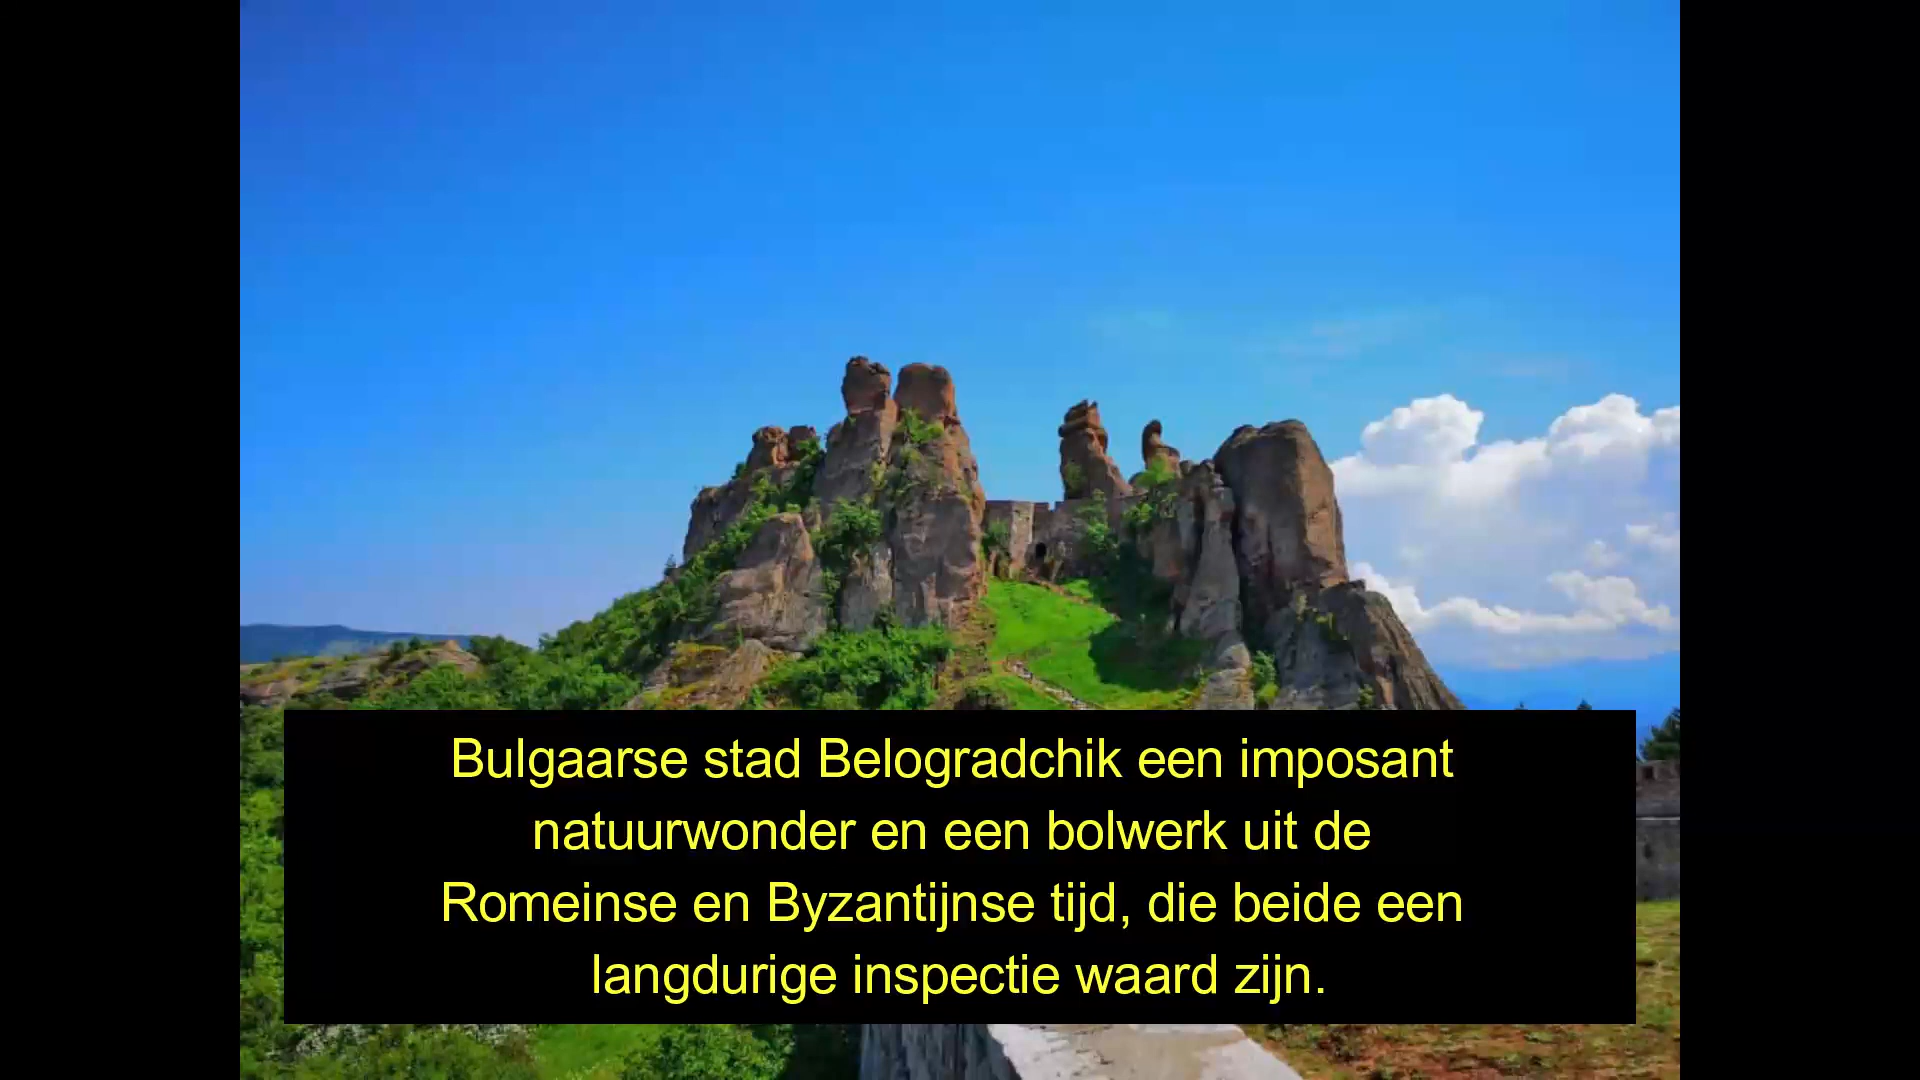 Bulgaarse stad Belogradchik een imposant
natuurwonder en een bolwerk uit de
Romeinse en Byzantijnse tijd, die beide een
langdurige inspectie waard zijn.